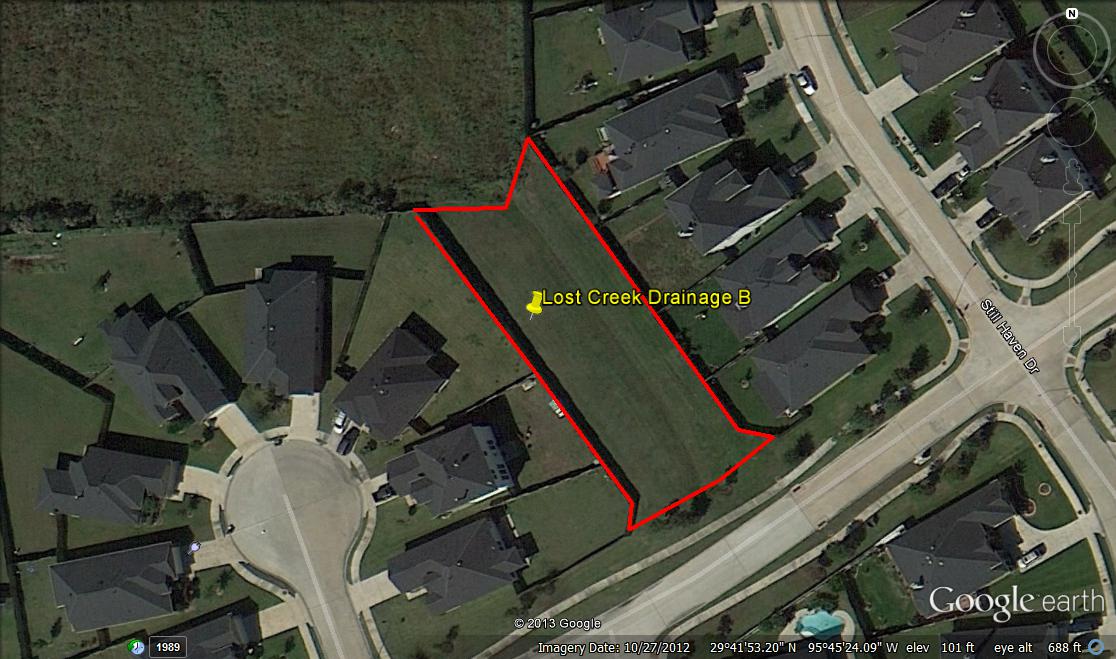 N
Lost Creek Drainage B
Still Haven Dr
Google earth
© 2013 Google
1989
Imagery Date: 10/27/2012 29°41'53.20" N 95°45'24.09" W elev 101 ft eye alt 688 ft